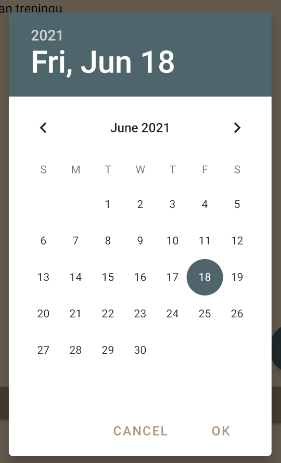 an treningu
2021
Fri, Jun 18
June 2021
S M T W T F S
1 2 3 4 5
6 7 8 9 10 11 12
13 14 15 16 17 18 19
20 21 22 23 24 25 26
27 28 29 30
CANCEL OK